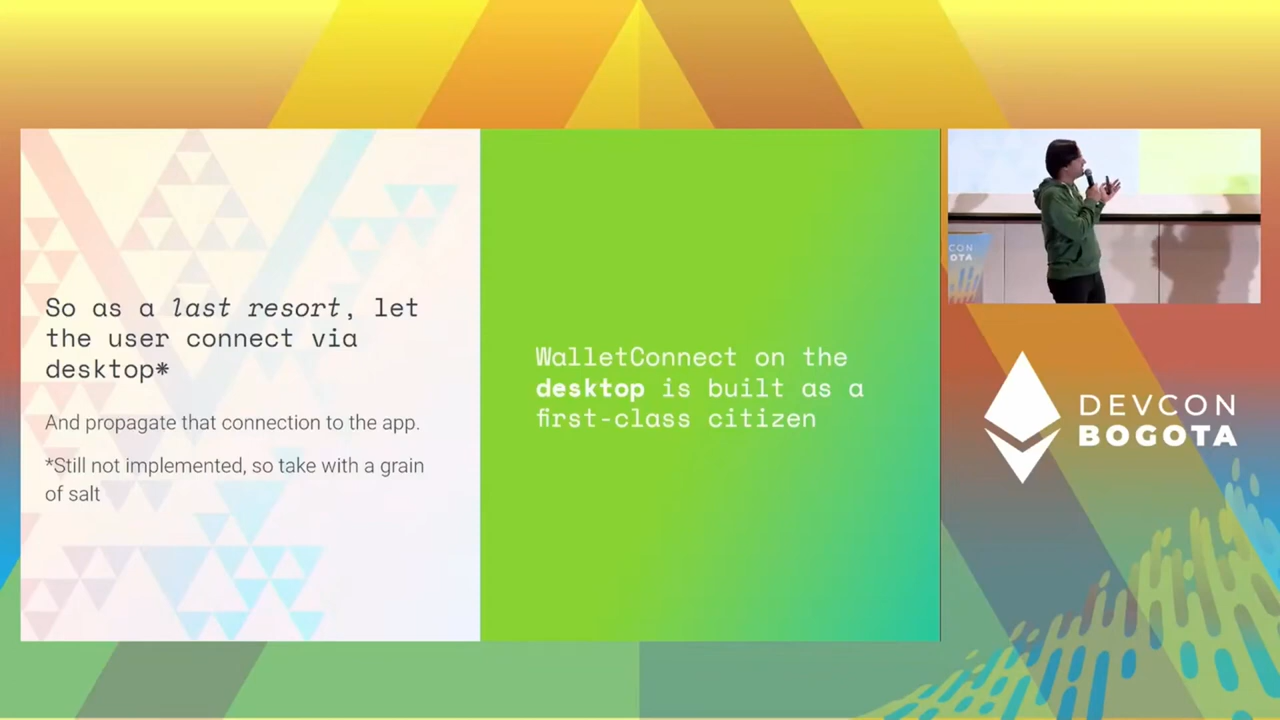 So as a last resort, let
the user connect via
desktop*
And propagate that connection to the app.
*Still not implemented, so take with a grain
of salt
WalletConnect on the
desktop is built as a
first-class citizen
CON
OTA
DEVCON
BOGOTA